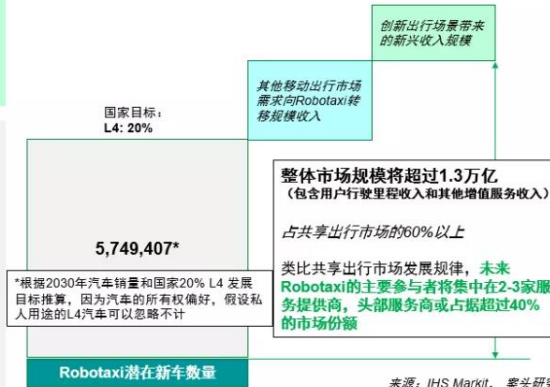 创新出行场景带来
的新兴收入规模
其他移动出行市场
需求向Robotaxi转
移规模收入
国家目标：
L4: 20%
整体市场规模将超过1.3万亿
（包含用户行驶里程收入和其他增值服务收入）
占共享出行市场的60%以上
类比共享出行市场发展规律，未来
Robotaxi的主要参与者将集中在2-3家服
务提供商，头部服务商或占据超过40%
的市场份额
5,749,407*
*根据2030年汽车销量和国家20% L4 发展
目标推算，因为汽车的所有权偏好，假设私
人用途的L4汽车可以忽略不计
Robotaxi潜在新车数量
来源：IHS Markit， 案头研